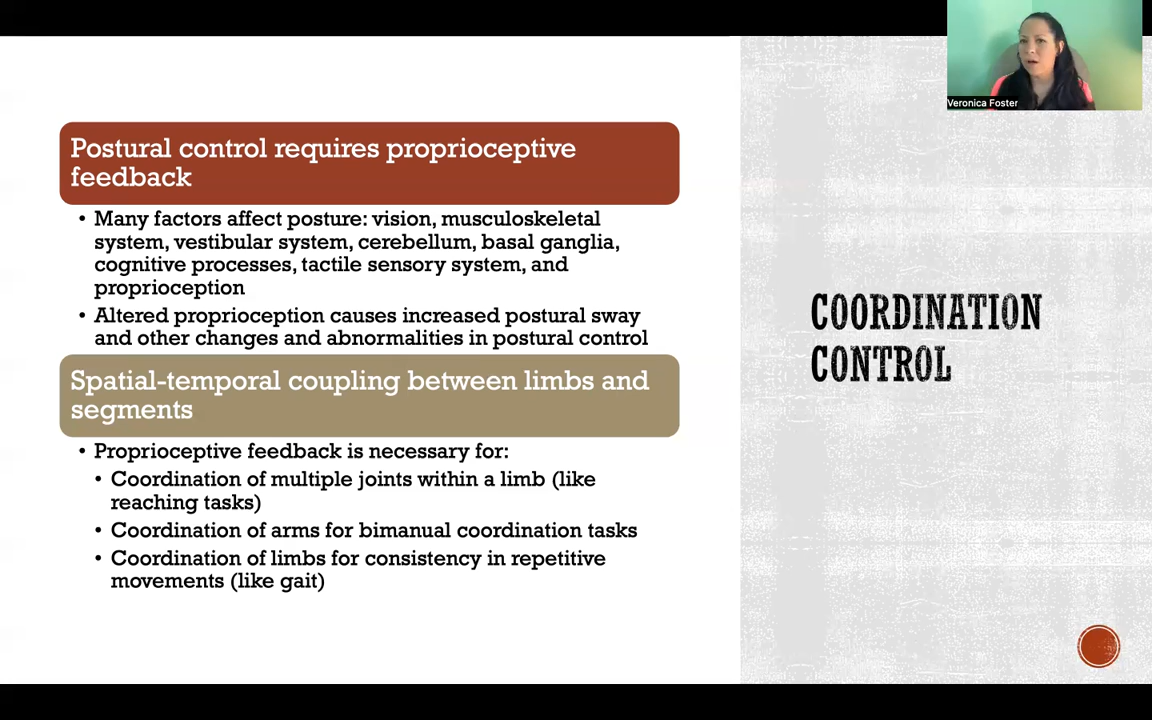 Veronica Foster
Postural control requires proprioceptive
feedback
• Many factors affect posture: vision, musculoskeletal
system, vestibular system, cerebellum, basal ganglia,
cognitive processes, tactile sensory system, and
proprioception
• Altered proprioception causes increased postural sway
and other changes and abnormalities in postural control
Spatial-temporal coupling between limbs and
segments
• Proprioceptive feedback is necessary for:
• Coordination of multiple joints within a limb (like
reaching tasks)
• Coordination of arms for bimanual coordination tasks
• Coordination of limbs for consistency in repetitive
movements (like gait)
COORDINATION
CONTROL